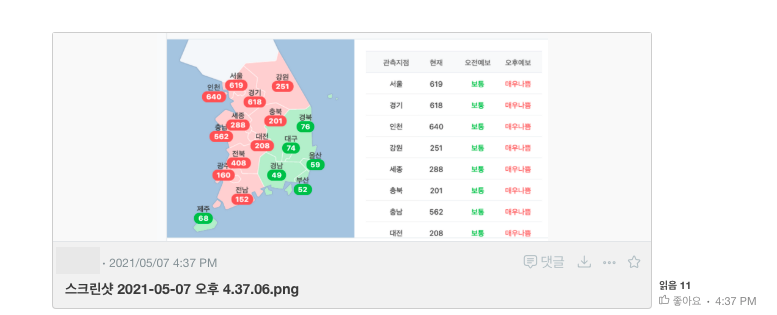 서울
619
인천
640
강원
251
경기
618
세종
288
충북
201
경북
76
충남
562
대전
208
대구
74
전북
408
울산
59
광주
160
경남
49
부산
52
전남
162
제주
68
관측지점 현재 오전예보 오후예보
서울 619 보통 매우나쁨
경기 618 보통 매우나쁨
인천 640 보통 매우나쁨
강원 251 보통 매우나쁨
세종 288 보통 매우나쁨
충북 201 보통 매우나쁨
충남 562 보통 매우나쁨
대전 208 보통 매우나쁨
· 2021/05/07 4:37 PM 댓글
스크린샷 2021-05-07 오후 4.37.06.png
읽음 11
좋아요 · 4:37 PM